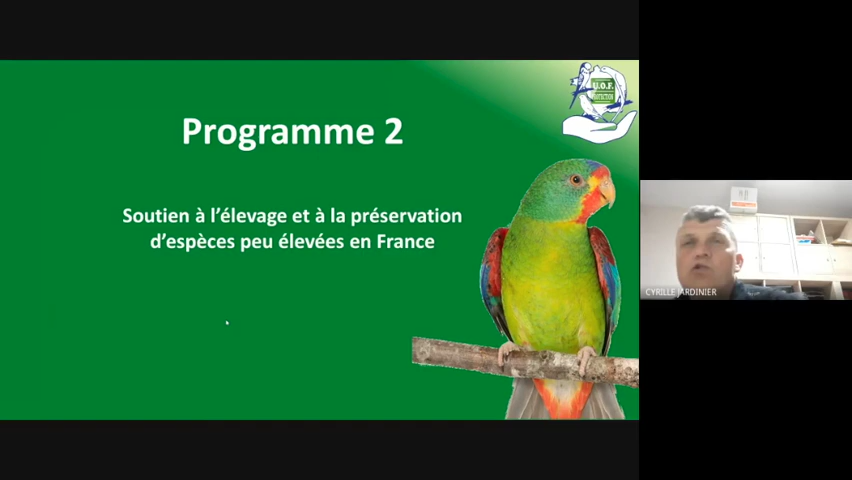 Programme 2
Soutien à l'élevage et à la préservation
d'espèces peu élevées en France
U.O.F.
CYRILLE JARDINIER